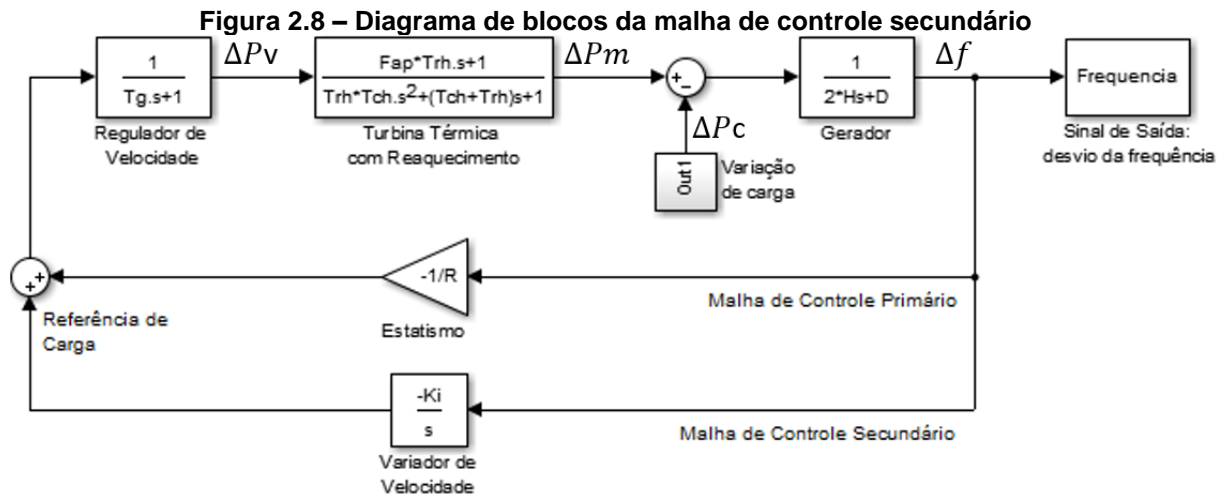 Figura 2.8 – Diagrama de blocos da malha de controle secundário
1
Tg.s+1
Regulador de
Velocidade
ΔPv
Fap*Trh.s+1
Trh*Tch.s²+(Tch+Trh)s+1
Turbina Térmica
com Reaquecimento
ΔPm
+
−
ΔPc
Out1
Variação
de carga
1
2*Hs+D
Gerador
Δf
Frequencia
Sinal de Saída:
desvio da frequência
+
+
Referência de
Carga
-1/R
Estatismo
Malha de Controle Primário
-Ki
s
Variador de
Velocidade
Malha de Controle Secundário